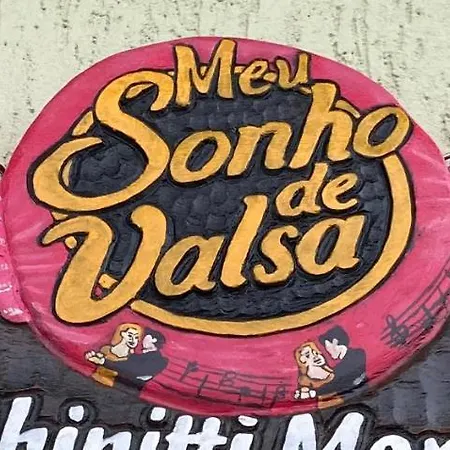 Meu
Sonho
de
Valsa